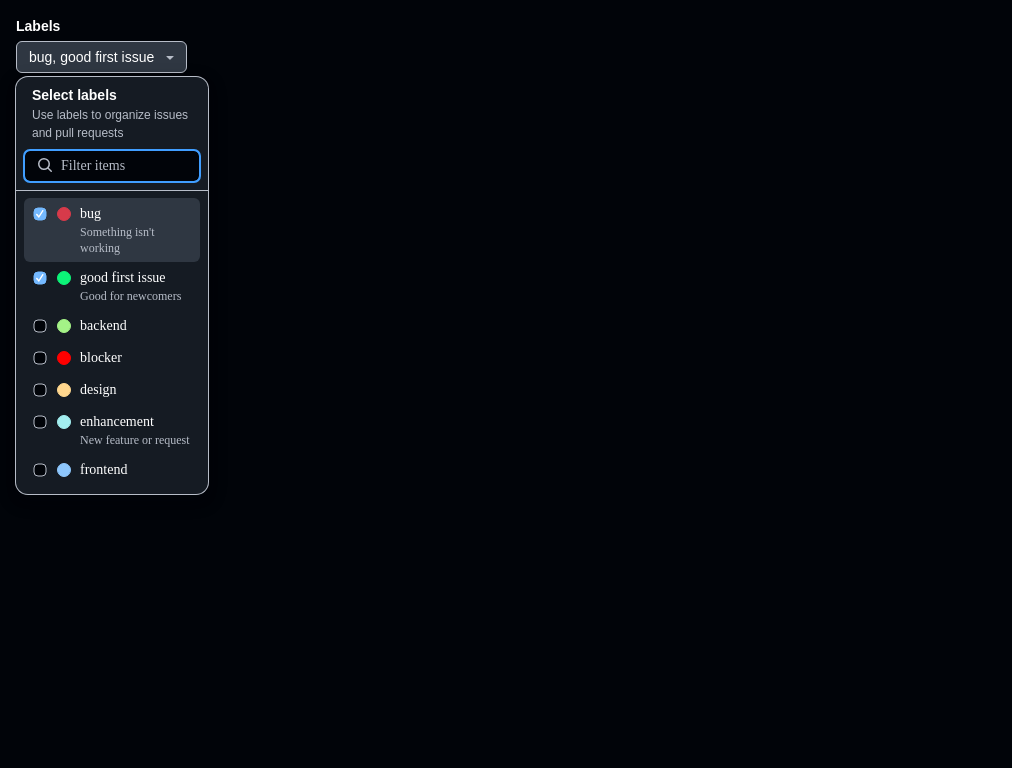 Labels
bug, good first issue
Select labels
Use labels to organize issues
and pull requests
Filter items
bug
Something isn't
working
good first issue
Good for newcomers
backend
blocker
design
enhancement
New feature or request
frontend